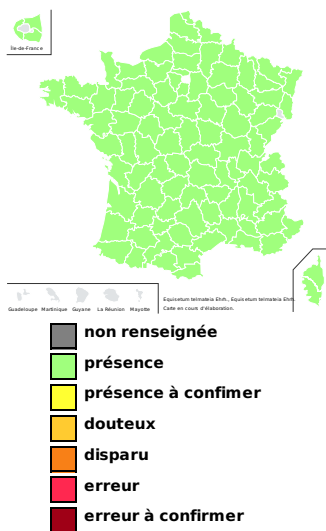 Île-de-France
Guadeloupe Martinique Guyane La Réunion Mayotte
Equisetum telmateia Ehrh., Equisetum telmateia Ehrh.
Carte en cours d'élaboration.
non renseignée
présence
présence à confimer
douteux
disparu
erreur
erreur à confirmer